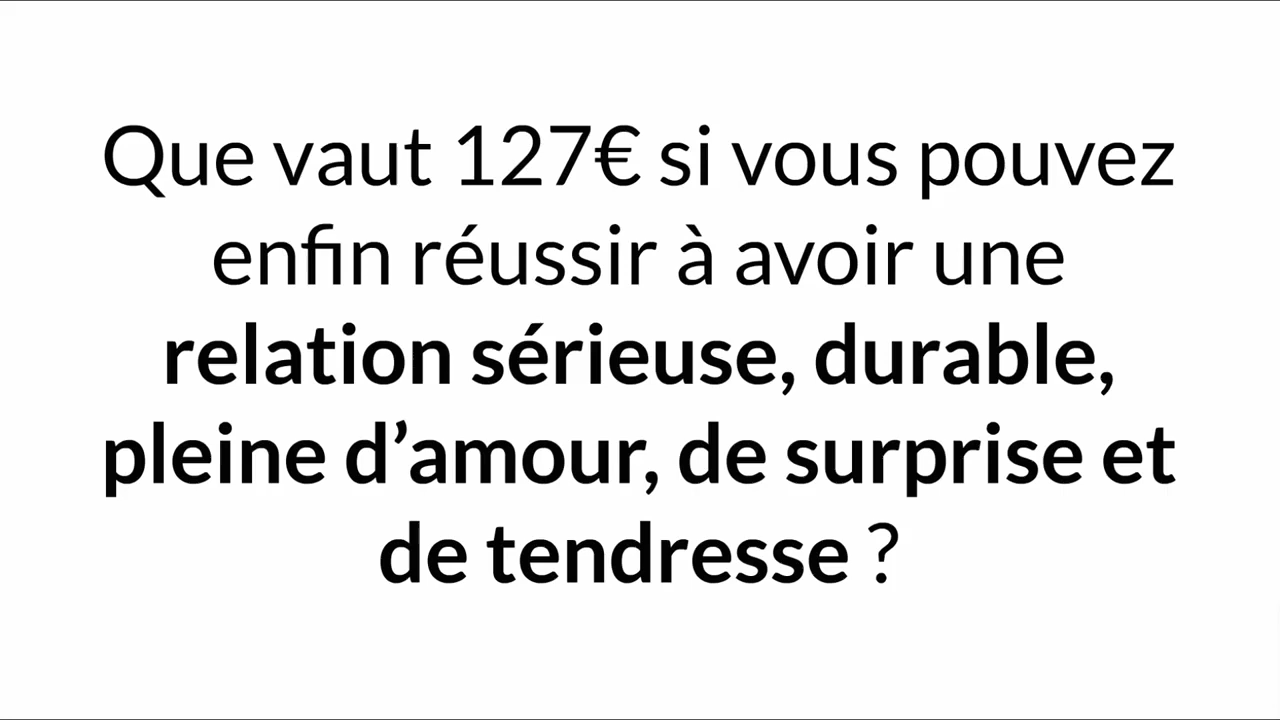 Que vaut 127€ si vous pouvez
enfin réussir à avoir une
relation sérieuse, durable,
pleine d’amour, de surprise et
de tendresse ?